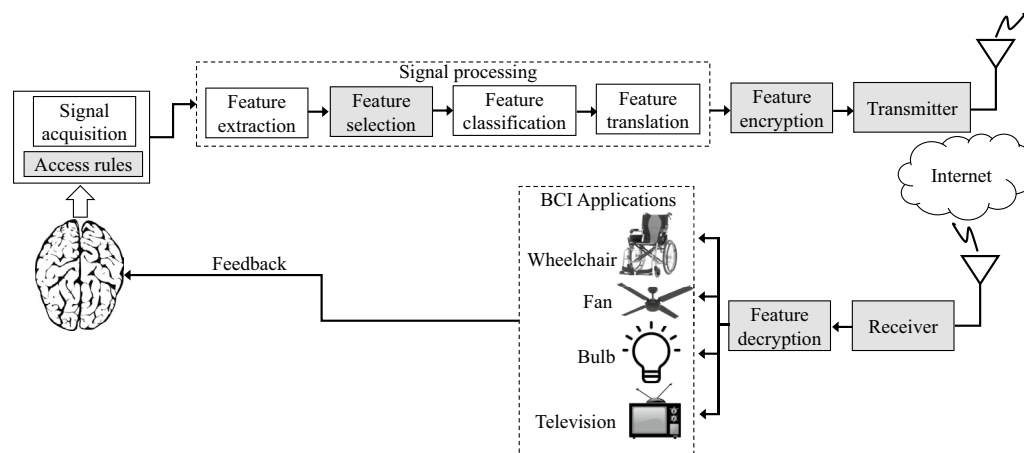 Signal processing
Signal
acquisition
Access rules
Feature
extraction
Feature
selection
Feature
classification
Feature
translation
Feature
encryption
Transmitter
Internet
BCI Applications
Wheelchair
Fan
Bulb
Television
Feature
decryption
Receiver
Feedback